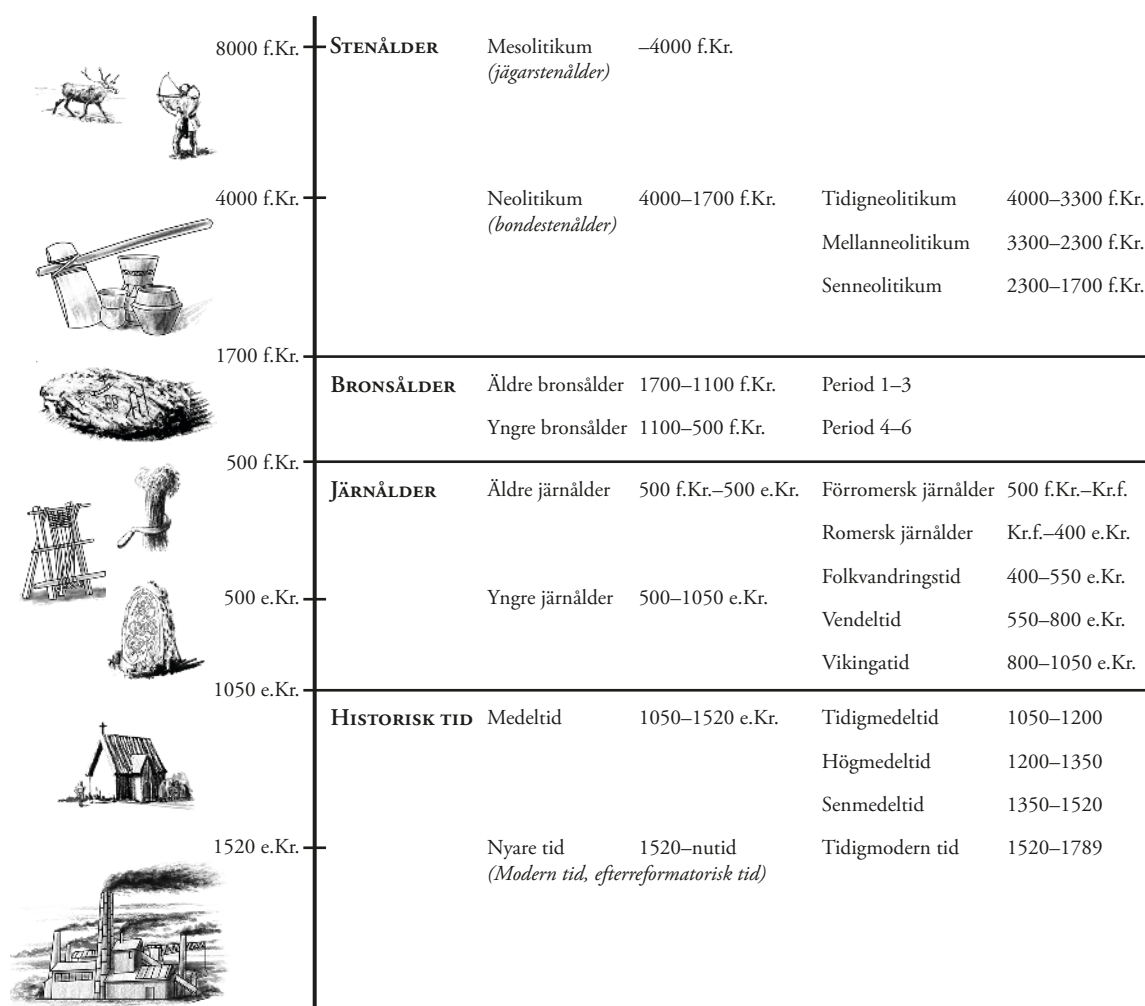 8000 f.Kr. STENÅLDER Mesolitikum –4000 f.Kr.
(jägarstenålder)
4000 f.Kr. Neolitikum 4000–1700 f.Kr. Tidigneolitikum 4000–3300 f.Kr.
(bondestenålder)
Mellanneolitikum 3300–2300 f.Kr.
Senneolitikum 2300–1700 f.Kr.
1700 f.Kr.
BRONSÅLDER Äldre bronsålder 1700–1100 f.Kr. Period 1–3
Yngre bronsålder 1100–500 f.Kr. Period 4–6
500 f.Kr.
JÄRNÅLDER Äldre järnålder 500 f.Kr.–500 e.Kr. Förromersk järnålder 500 f.Kr.–Kr.f.
Romersk järnålder Kr.f.–400 e.Kr.
Folkvandringstid 400–550 e.Kr.
500 e.Kr. Yngre järnålder 500–1050 e.Kr.
Vendeltid 550–800 e.Kr.
Vikingatid 800–1050 e.Kr.
1050 e.Kr.
HISTORISK TID Medeltid 1050–1520 e.Kr. Tidigmedeltid 1050–1200
Högmedeltid 1200–1350
Senmedeltid 1350–1520
1520 e.Kr. Nyare tid 1520–nutid Tidigmodern tid 1520–1789
(Modern tid, efterreformatorisk tid)